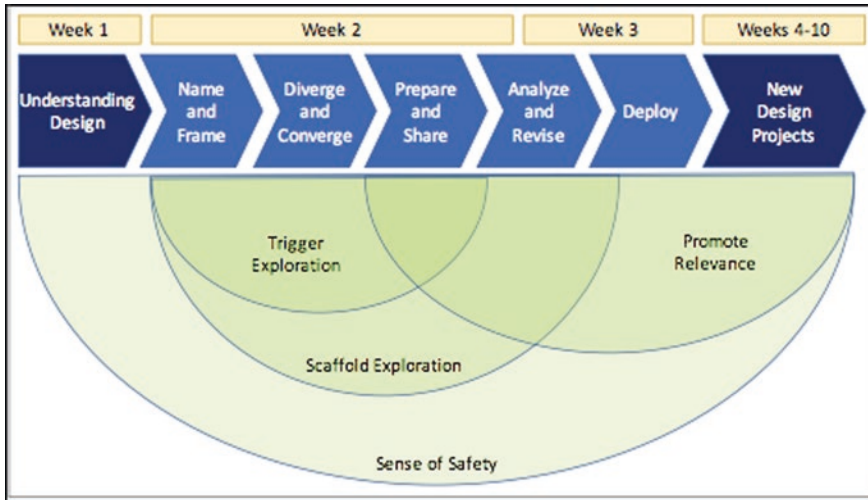 Week 1
Week 2
Week 3
Weeks 4-10
Understanding
Design
Name
and
Frame
Diverge
and
Converge
Prepare
and
Share
Analyze
and
Revise
Deploy
New
Design
Projects
Trigger
Exploration
Promote
Relevance
Scaffold Exploration
Sense of Safety